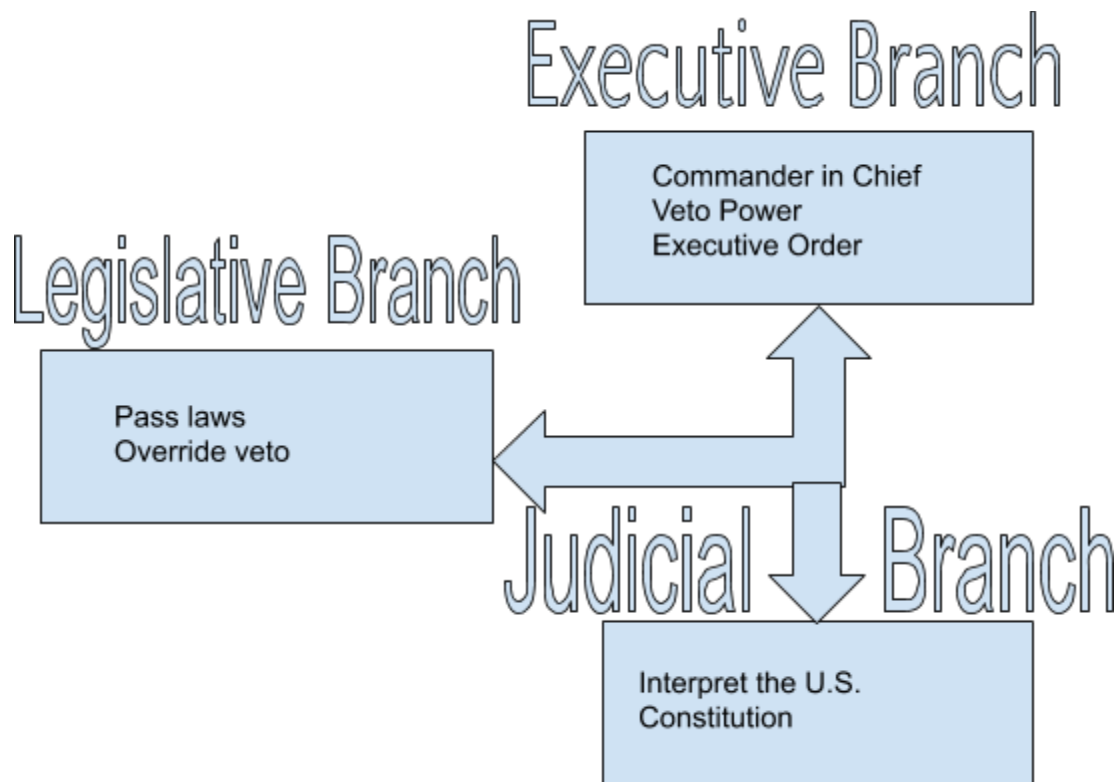 Executive Branch
Commander in Chief
Veto Power
Executive Order
Legislative Branch
Pass laws
Override veto
Judicial Branch
Interpret the U.S.
Constitution